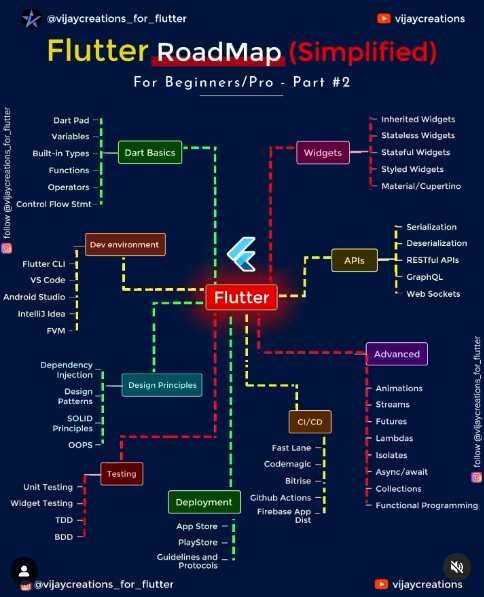 @vijaycreations_for_flutter
vijaycreations
Flutter RoadMap (Simplified)
For Beginners/Pro - Part #2
follow @vijaycreations_for_flutter
Dart Pad
Variables
Built-in Types
Functions
Operators
Control Flow Stmt
Dart Basics
Widgets
Inherited Widgets
Stateless Widgets
Stateful Widgets
Styled Widgets
Material/Cupertino
Dev environment
Flutter CLI
VS Code
Android Studio
IntelliJ Idea
FVM
APIs
Serialization
Deserialization
RESTful APIs
GraphQL
Web Sockets
Flutter
Dependency
Injection
Design
Patterns
SOLID
Principles
OOPS
Design Principles
Advanced
Animations
Streams
Futures
Lambdas
Isolates
Async/await
Collections
Functional Programming
follow @vijaycreations_for_flutter
CI/CD
Fast Lane
Codemagic
Bitrise
Github Actions
Firebase App
Dist
Testing
Unit Testing
Widget Testing
TDD
BDD
Deployment
App Store
PlayStore
Guidelines and
Protocols
@vijaycreations_for_flutter
vijaycreations